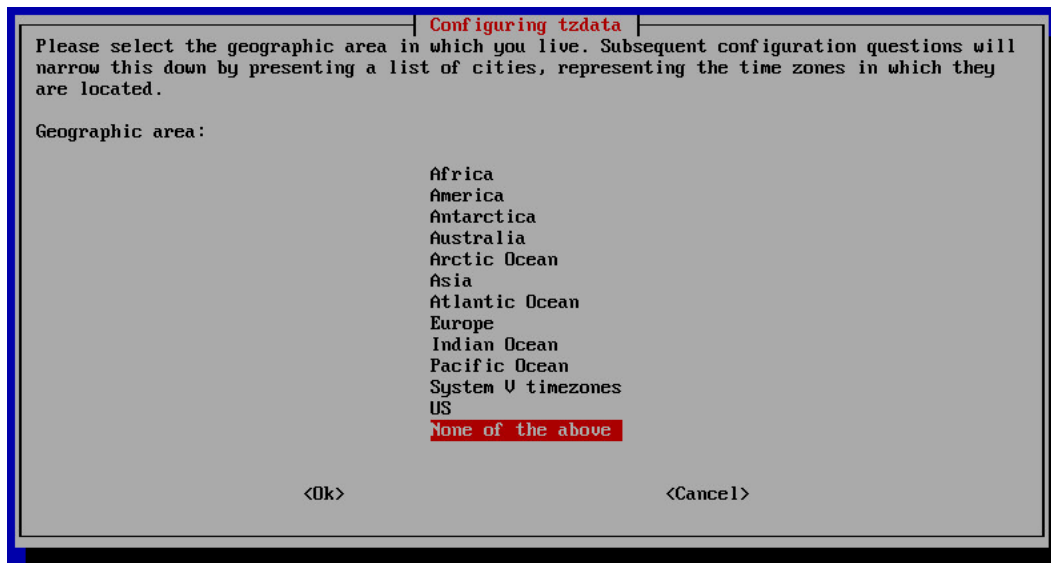 Configuring tzdata
Please select the geographic area in which you live. Subsequent configuration questions will
narrow this down by presenting a list of cities, representing the time zones in which they
are located.
Geographic area:
Africa
America
Antarctica
Australia
Arctic Ocean
Asia
Atlantic Ocean
Europe
Indian Ocean
Pacific Ocean
System V timezones
US
None of the above
<Ok> <Cancel>